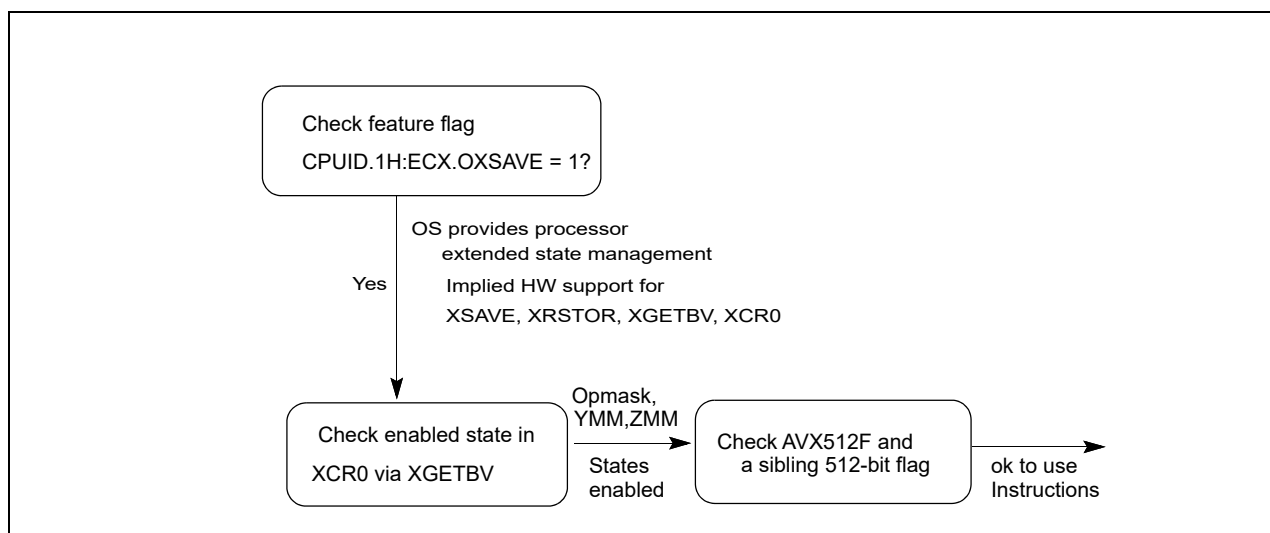 Check feature flag
CPUID.1H:ECX.OXSAVE = 1?
OS provides processor
extended state management
Yes
Implied HW support for
XSAVE, XRSTOR, XGETBV, XCR0
Check enabled state in
XCR0 via XGETBV
Opmask,
YMM,ZMM
States
enabled
Check AVX512F and
a sibling 512-bit flag
ok to use
Instructions